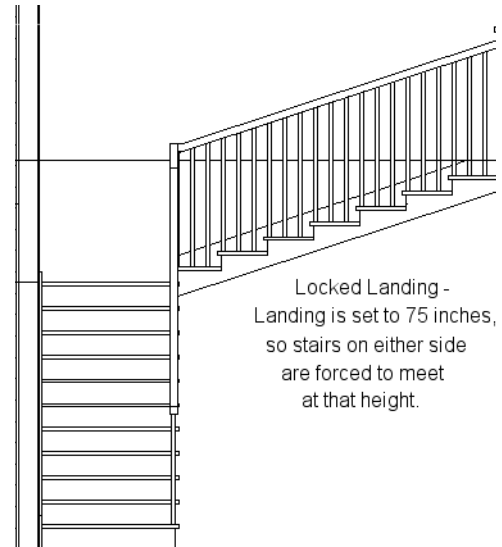 Locked Landing -
Landing is set to 75 inches,
so stairs on either side
are forced to meet
at that height.